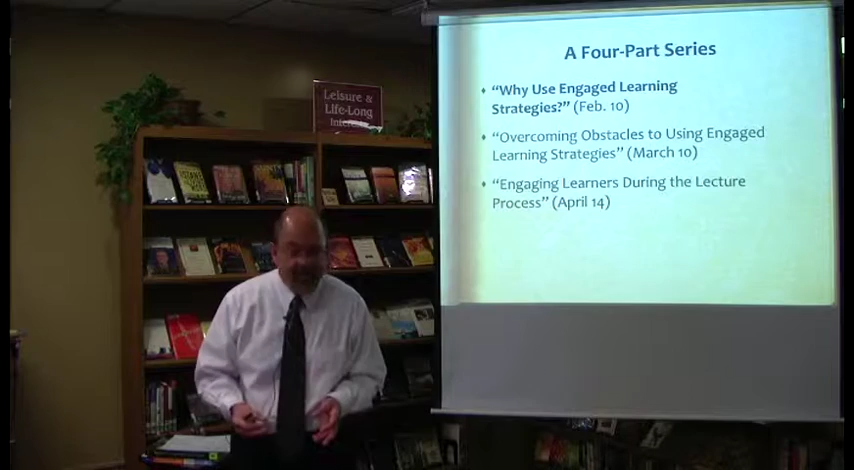 A Four-Part Series
♦ “Why Use Engaged Learning
Strategies?” (Feb. 10)
♦ “Overcoming Obstacles to Using Engaged
Learning Strategies” (March 10)
♦ “Engaging Learners During the Lecture
Process” (April 14)
Leisure &
Life-Long